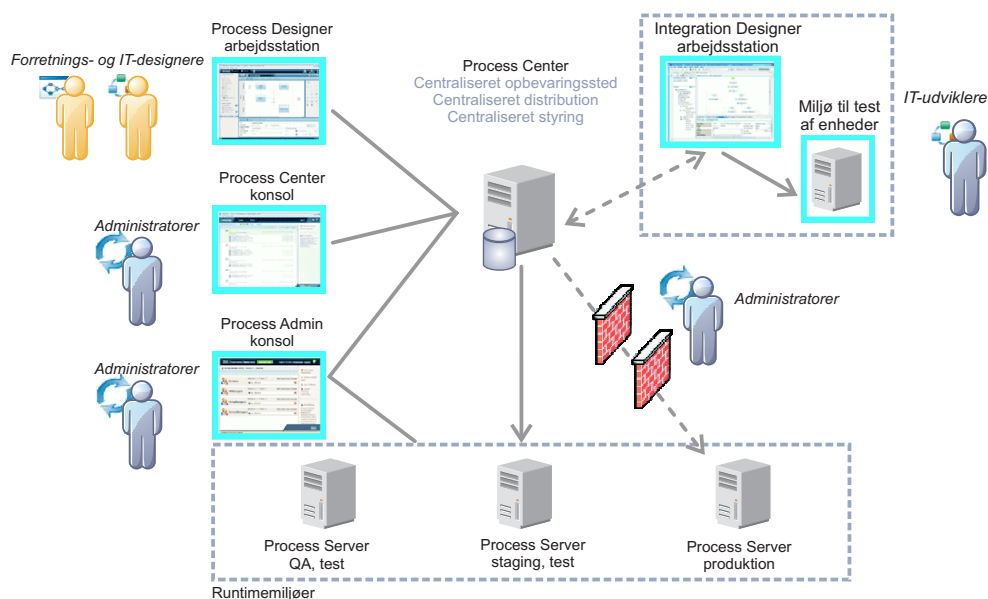 Process Designer
arbejdsstation
Forretnings- og IT-designere
Process Center
Centraliseret opbevaringssted
Centraliseret distribution
Centraliseret styring
Integration Designer
arbejdsstation
Miljø til test
af enheder
IT-udviklere
Process Center
konsol
Administratorer
Administratorer
Process Admin
konsol
Administratorer
Process Server
QA, test
Process Server
staging, test
Process Server
produktion
Runtimemiljøer